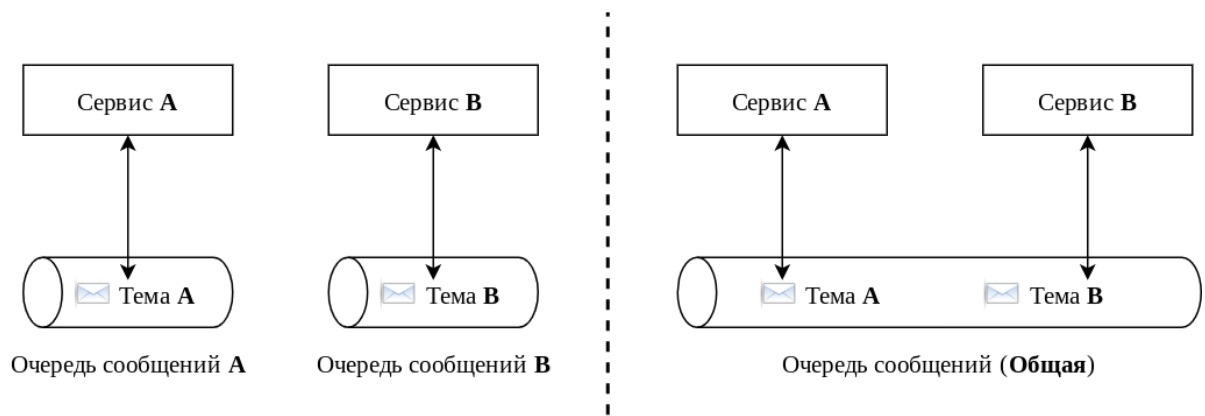 Сервис A
Сервис B
Сервис A
Сервис B
Тема A
Тема B
Тема A
Тема B
Очередь сообщений A
Очередь сообщений B
Очередь сообщений (Общая)